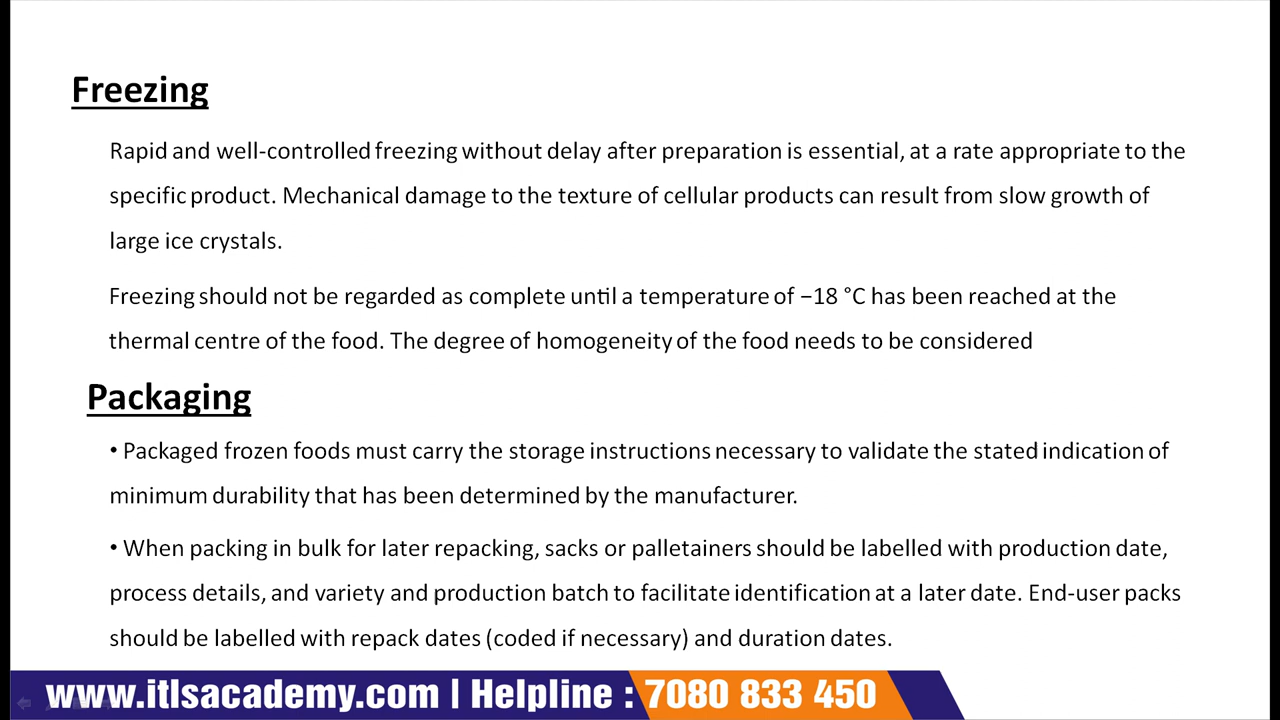 Freezing
Rapid and well-controlled freezing without delay after preparation is essential, at a rate appropriate to the
specific product. Mechanical damage to the texture of cellular products can result from slow growth of
large ice crystals.
Freezing should not be regarded as complete until a temperature of −18 °C has been reached at the
thermal centre of the food. The degree of homogeneity of the food needs to be considered
Packaging
• Packaged frozen foods must carry the storage instructions necessary to validate the stated indication of
minimum durability that has been determined by the manufacturer.
• When packing in bulk for later repacking, sacks or palletainers should be labelled with production date,
process details, and variety and production batch to facilitate identification at a later date. End-user packs
should be labelled with repack dates (coded if necessary) and duration dates.
www.itlsacademy.com | Helpline : 7080 833 450